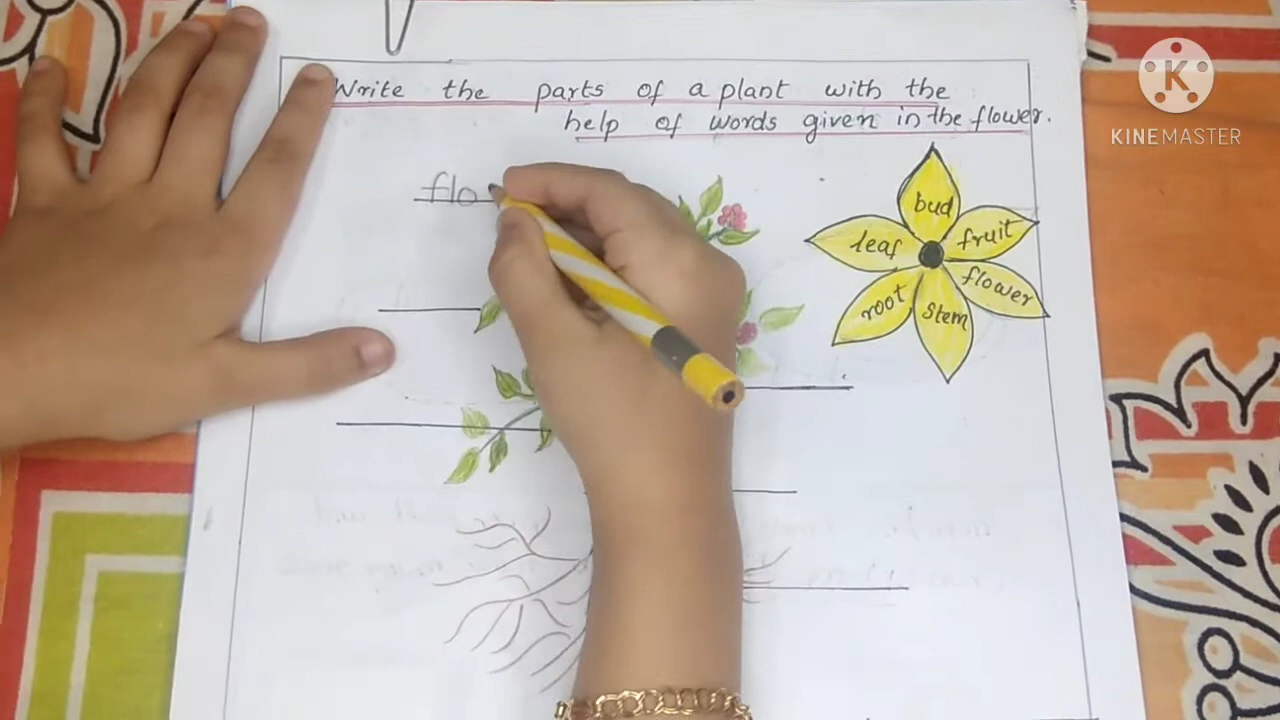 Write the parts of a plant with the
help of words given in the flower.
flo
bud
leaf
fruit
flower
root
stem
K
KINEMASTER